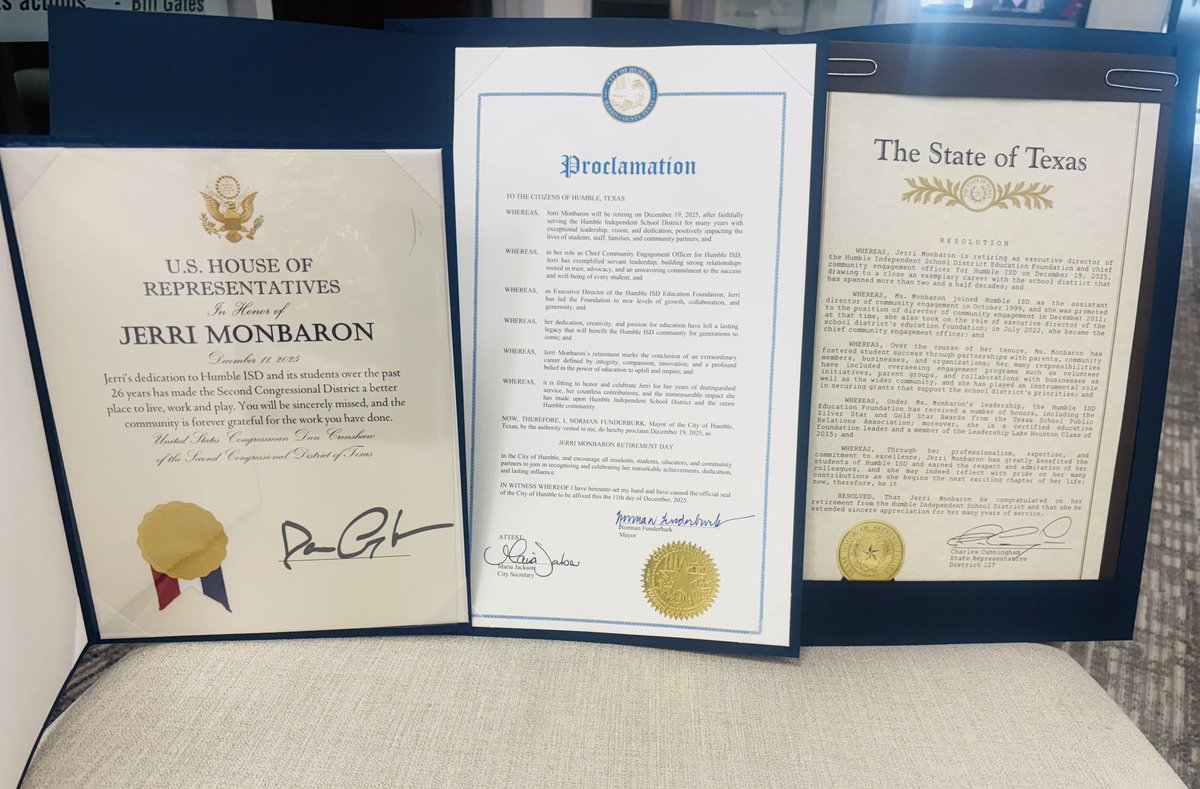 s actions. - Bill Gates
U.S. HOUSE OF
REPRESENTATIVES
In Honor of
JERRI MONBARON
December 11, 2025
Jerri's dedication to Humble ISD and its students over the past
26 years has made the Second Congressional District a better
place to live, work and play. You will be sincerely missed, and the
community is forever grateful for the work you have done.
United States Congressman Dan Crenshaw
of the Second Congressional District of Texas
CITY OF HUMBLE
HARRIS COUNTY, TEXAS
Proclamation
TO THE CITIZENS OF HUMBLE, TEXAS:
WHEREAS, Jerri Monbaron will be retiring on December 19, 2025, after faithfully
serving the Humble Independent School District for many years with
exceptional leadership, vision, and dedication, positively impacting the
lives of students, staff, families, and community partners; and
WHEREAS, in her role as Chief Community Engagement Officer for Humble ISD,
Jerri has exemplified servant leadership, building strong relationships
rooted in trust, advocacy, and an unwavering commitment to the success
and well-being of every student; and
WHEREAS, as Executive Director of the Humble ISD Education Foundation, Jerri
has led the Foundation to new levels of growth, collaboration, and
generosity; and
WHEREAS, her dedication, creativity, and passion for education have left a lasting
legacy that will benefit the Humble ISD community for generations to
come; and
WHEREAS, Jerri Monbaron's retirement marks the conclusion of an extraordinary
career defined by integrity, compassion, innovation, and a profound
belief in the power of education to uplift and inspire; and
WHEREAS, it is fitting to honor and celebrate Jerri for her years of distinguished
service, her countless contributions, and the immeasurable impact she
has made upon Humble Independent School District and the entire
Humble community
NOW, THEREFORE, I, NORMAN FUNDERBURK, Mayor of the City of Humble,
Texas, by the authority vested in me, do hereby proclaim December 19, 2025, as
JERRI MONBARON RETIREMENT DAY
in the City of Humble, and encourage all residents, students, educators, and community
partners to join in recognizing and celebrating her remarkable achievements, dedication,
and lasting influence.
IN WITNESS WHEREOF I have hereunto set my hand and have caused the official seal
of the City of Humble to be affixed this the 11th day of December, 2025.
Norman Funderburk
Norman Funderburk
Mayor
ATTEST
Maria Jackson
City Secretary
The State of Texas
RESOLUTION
WHEREAS, Jerri Monbaron is retiring as executive director of
the Humble Independent School District Education Foundation and chief
community engagement officer for Humble ISD on December 19, 2025,
drawing to a close an exemplary career with the school district that
has spanned more than two and a half decades; and
WHEREAS, Ms. Monbaron joined Humble ISD as the assistant
director of community engagement in October 1999, and she was promoted
to the position of director of community engagement in December 2011;
at that time, she also took on the role of executive director of the
school district's education foundation; in July 2022, she became the
chief community engagement officer; and
WHEREAS, Over the course of her tenure, Ms. Monbaron has
fostered student success through partnerships with parents, community
members, businesses, and organizations; her many responsibilities
have included overseeing engagement programs such as volunteer
initiatives, parent groups, and collaborations with businesses as
well as the wider community, and she has played an instrumental role
in securing grants that support the school district's priorities; and
WHEREAS, Under Ms. Monbaron's leadership, the Humble ISD
Education Foundation has received a number of honors, including the
Silver Star and Gold Star Awards from the Texas School Public
Relations Association; moreover, she is a certified education
foundation leader and a member of the Leadership Lake Houston Class of
2015; and
WHEREAS, Through her professionalism, expertise, and
commitment to excellence, Jerri Monbaron has greatly benefited the
students of Humble ISD and earned the respect and admiration of her
colleagues, and she may indeed reflect with pride on her many
contributions as she begins the next exciting chapter of her life;
now, therefore, be it
RESOLVED, That Jerri Monbaron be congratulated on her
retirement from the Humble Independent School District and that she be
extended sincere appreciation for her many years of service.
Charles Cunningham
State Representative
District 127